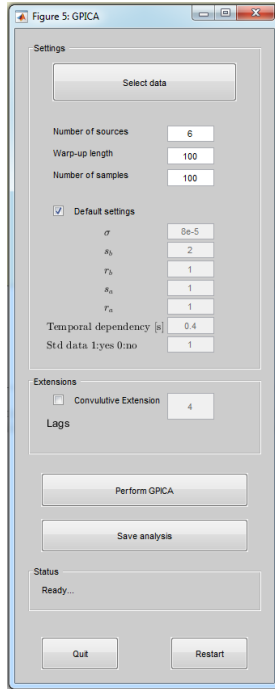 Figure 5: GPICA
Settings
Select data
Number of sources 6
Warp-up length 100
Number of samples 100
Default settings
σ 8e-5
s_b 2
r_b 1
s_a 1
r_a 1
Temporal dependency [s] 0.4
Std data 1:yes 0:no 1
Extensions
Convulutive Extension 4
Lags
Perform GPICA
Save analysis
Status
Ready...
Quit Restart